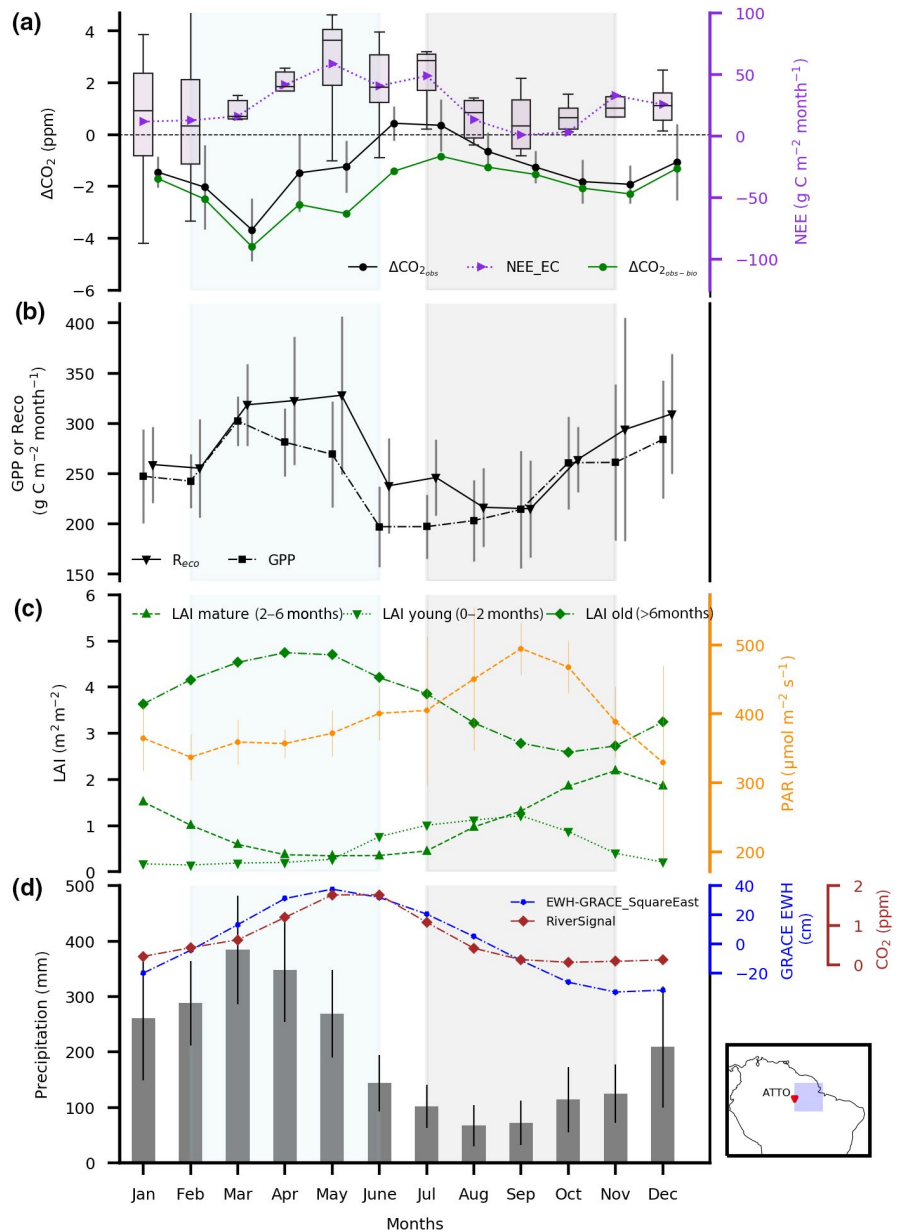 (a)
4
2
0
−2
−4
−6
ΔCO2 (ppm)
100
50
0
−50
−100
NEE (g C m−2 month−1)
ΔCO2obs NEE_EC ΔCO2obs−bio
(b)
400
350
300
250
200
150
GPP or Reco
(g C m−2 month−1)
Reco GPP
(c)
6
5
4
3
2
1
0
LAI (m2 m−2)
LAI mature (2–6 months) LAI young (0–2 months) LAI old (>6months)
500
400
300
200
PAR (μmol m−2 s−1)
(d)
500
400
300
200
100
0
Precipitation (mm)
EWH-GRACE_SquareEast
RiverSignal
40
20
0
−20
GRACE EWH
(cm)
2
1
0
CO2 (ppm)
ATTO
Jan Feb Mar Apr May June Jul Aug Sep Oct Nov Dec
Months